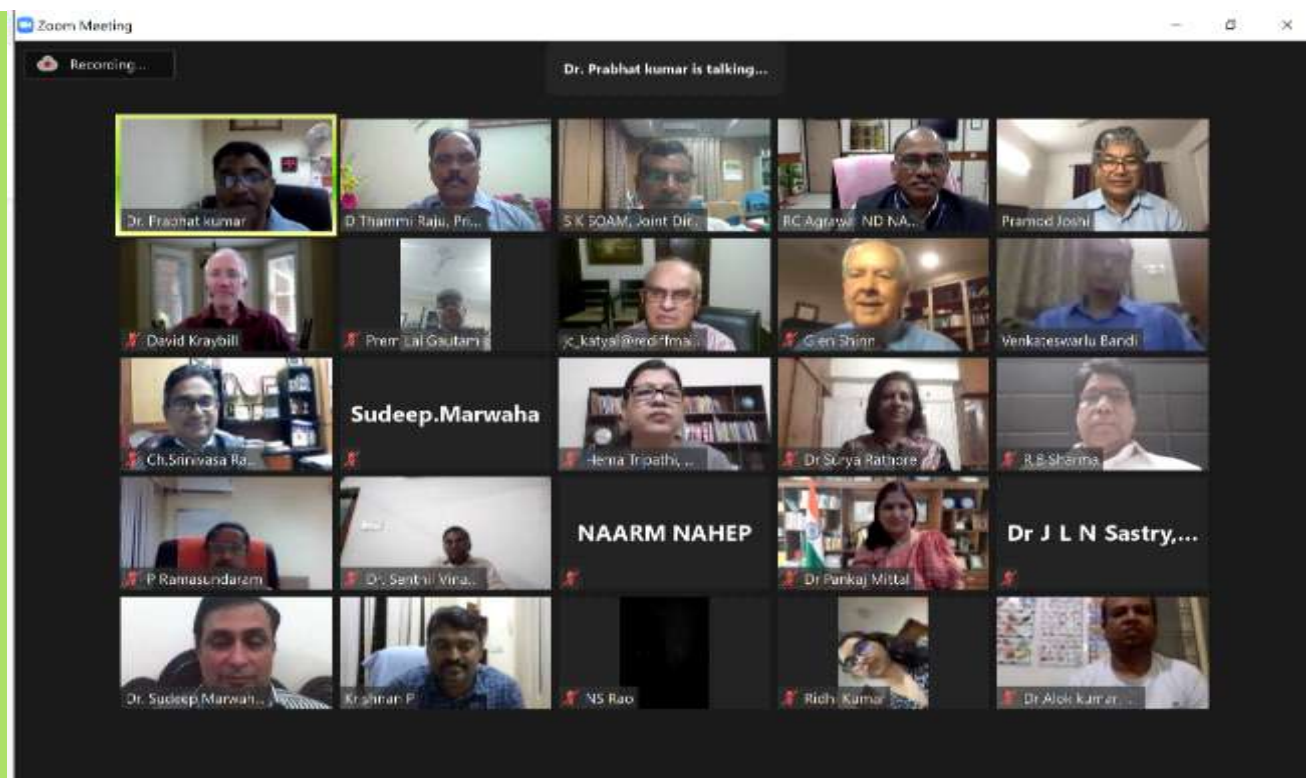 Zoom Meeting
Recording...
Dr. Prabhat kumar is talking...
Dr. Prabhat kumar
D Thammi Raju, Pri...
S K SOAM, Joint Dir...
RC Agrawal ND NA...
Pramod Joshi
David Kraybill
Prem Lal Gautam
jc_katyal@rediffmai...
Glen Shinn
Venkateswarlu Bandi
Ch.Srinivasa Ra...
Sudeep.Marwaha
Hema Tripathi, ...
Dr Surya Rathore
R.B Sharma
P Ramasundaram
Dr. Senthil Vina...
NAARM NAHEP
Dr Pankaj Mittal
Dr J L N Sastry,...
Dr. Sudeep Marwah...
Krishnan P
NS Rao
Ridhi Kumar
Dr Alok kumar, ...